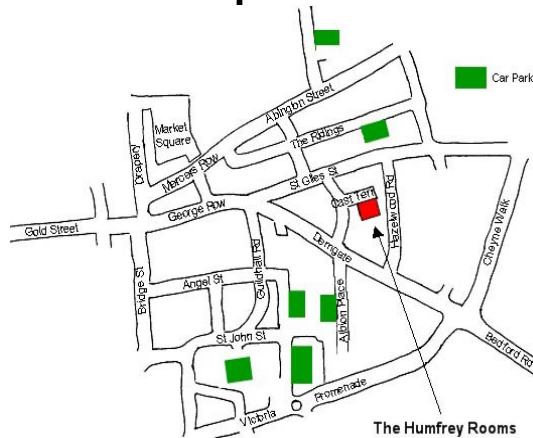 Car Park
Abington Street
Market
Square
The Ridings
Drapery
Mercers Row
St Giles St
Cast Terr
Hazelwood Rd
George Row
Gold Street
Derngate
Cheyne Walk
Guildhall Rd
Bridge St
Angel St
Albion Place
St John St
Bedford Rd
Victoria Promenade
The Humfrey Rooms